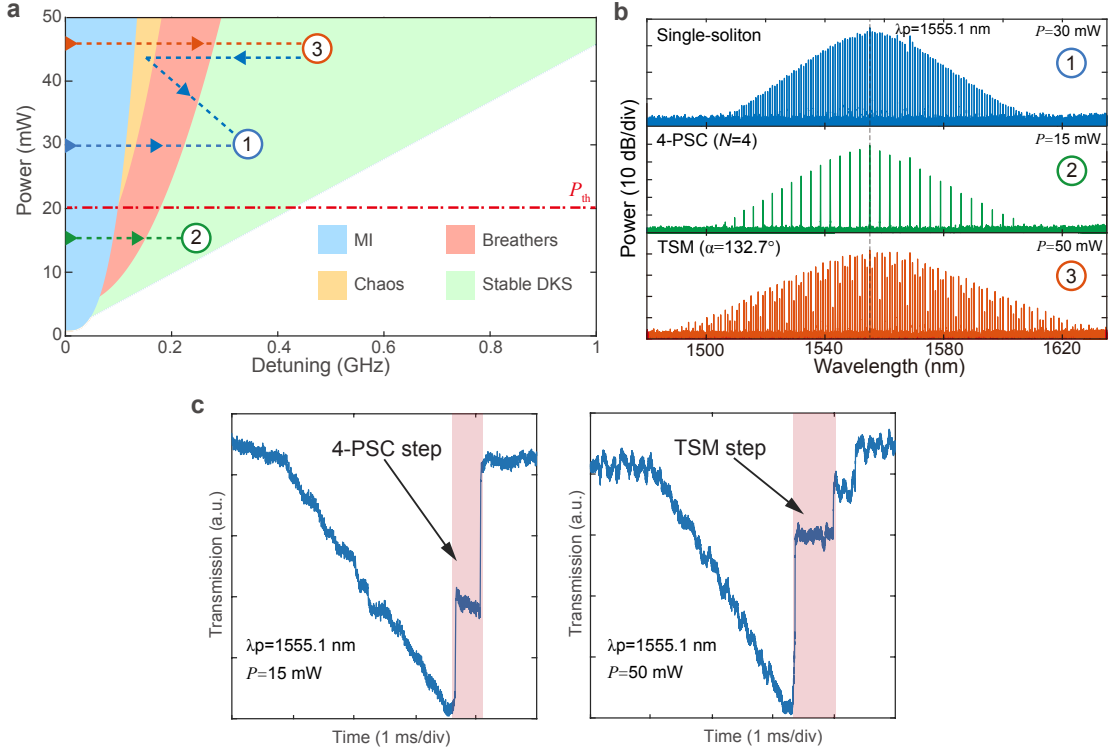 a
50
40
30
20
10
0
Power (mW)
0
0.2
0.4
0.6
0.8
1
Detuning (GHz)
3
1
2
Pth
MI
Breathers
Chaos
Stable DKS
b
Power (10 dB/div)
Single-soliton
λp=1555.1 nm
P=30 mW
1
4-PSC (N=4)
P=15 mW
2
TSM (α=132.7°)
P=50 mW
3
1500
1540
1580
1620
Wavelength (nm)
c
Transmission (a.u.)
4-PSC step
λp=1555.1 nm
P=15 mW
Time (1 ms/div)
Transmission (a.u.)
TSM step
λp=1555.1 nm
P=50 mW
Time (1 ms/div)